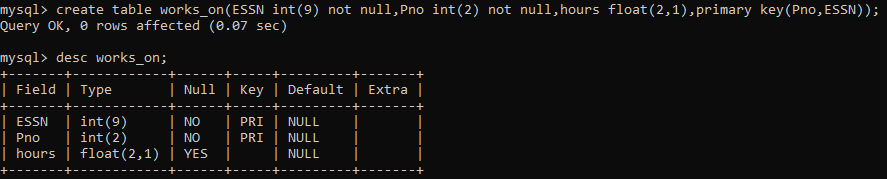 mysql> create table works_on(ESSN int(9) not null,Pno int(2) not null,hours float(2,1),primary key(Pno,ESSN));
Query OK, 0 rows affected (0.07 sec)

mysql> desc works_on;
+-------+------------+------+-----+---------+-------+
| Field | Type       | Null | Key | Default | Extra |
+-------+------------+------+-----+---------+-------+
| ESSN  | int(9)     | NO   | PRI | NULL    |       |
| Pno   | int(2)     | NO   | PRI | NULL    |       |
| hours | float(2,1) | YES  |     | NULL    |       |
+-------+------------+------+-----+---------+-------+